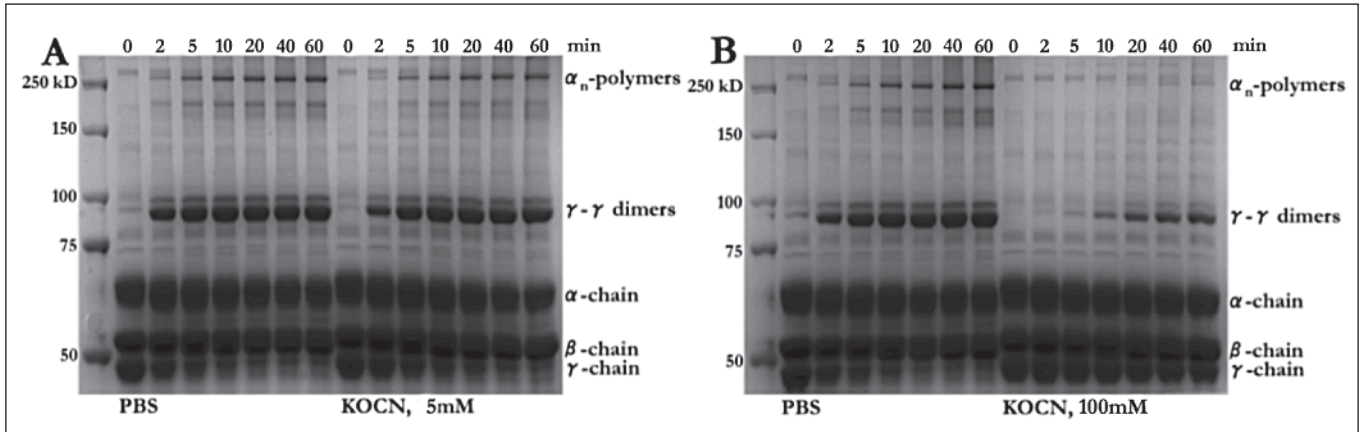 A
0 2 5 10 20 40 60 0 2 5 10 20 40 60 min
250 kD
150
100
75
50
αn-polymers
γ-γ dimers
α-chain
β-chain
γ-chain
PBS KOCN, 5mM
B
0 2 5 10 20 40 60 0 2 5 10 20 40 60 min
250 kD
150
100
75
50
αn-polymers
γ-γ dimers
α-chain
β-chain
γ-chain
PBS KOCN, 100mM